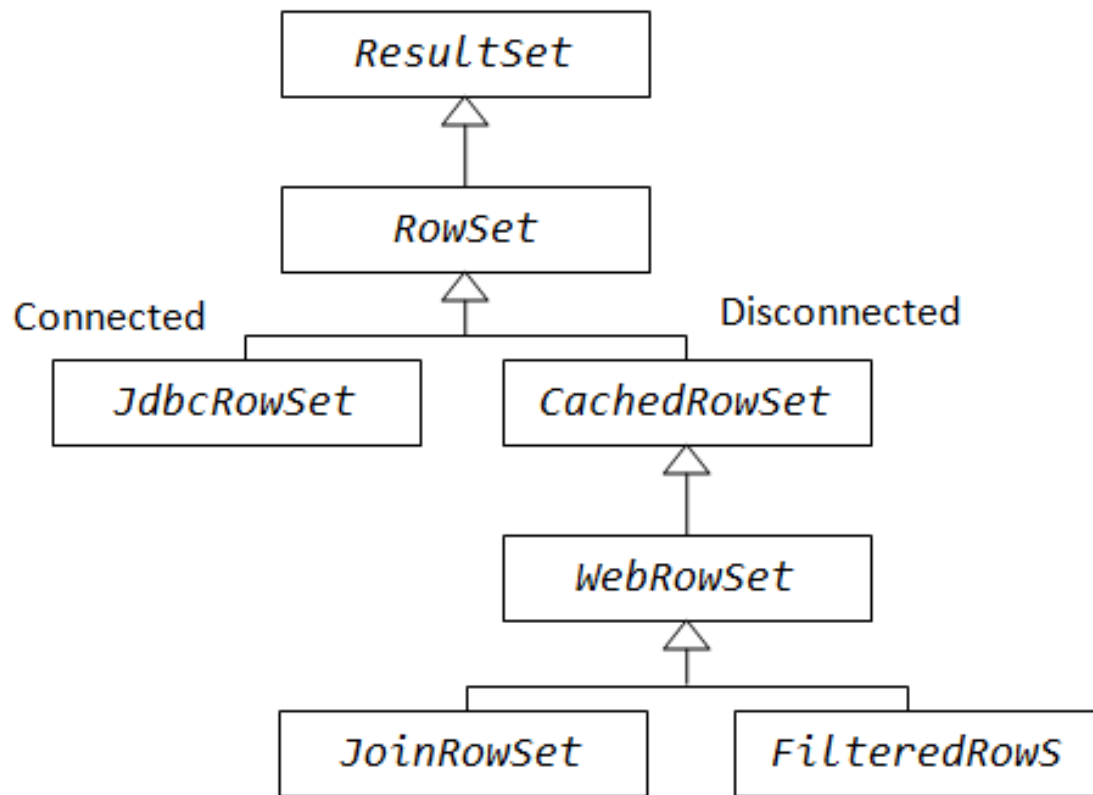 ResultSet
RowSet
Connected
Disconnected
JdbcRowSet
CachedRowSet
WebRowSet
JoinRowSet
FilteredRowS